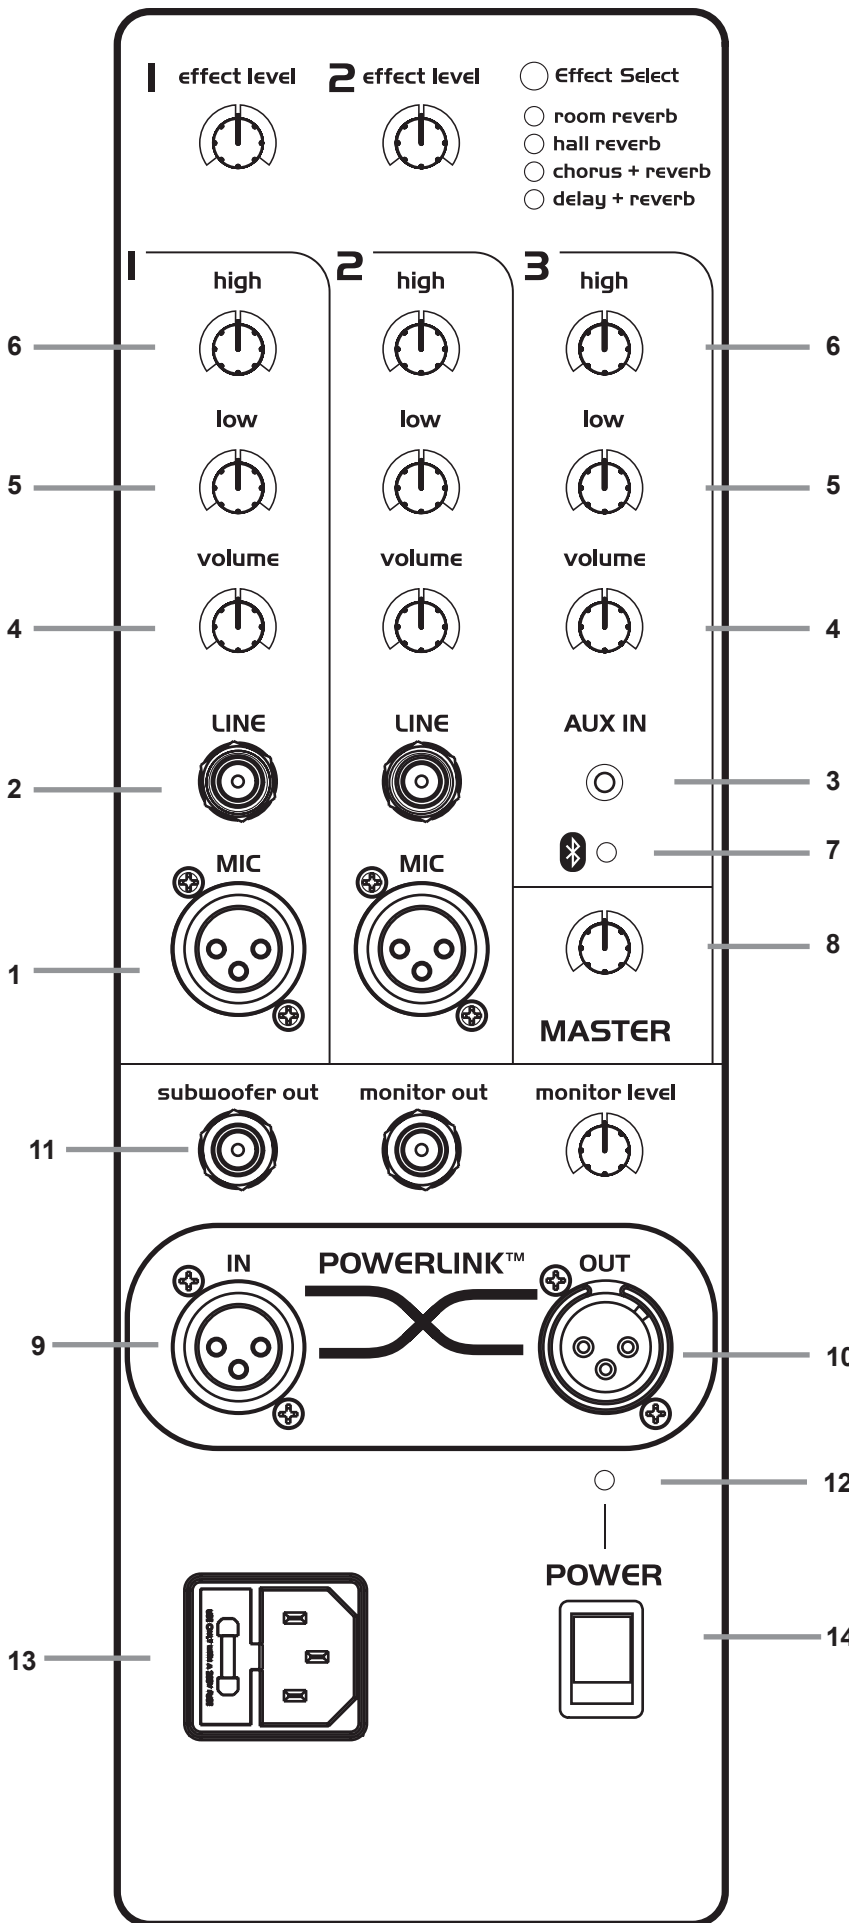 1 effect level 2 effect level Effect Select
room reverb
hall reverb
chorus + reverb
delay + reverb
1 2 3
high high high
6 6
low low low
5 5
volume volume volume
4 4
LINE LINE AUX IN
2 3
7
MIC MIC
8
1
MASTER
subwoofer out monitor out monitor level
11
IN POWERLINK™ OUT
9 10
12
POWER
14
13